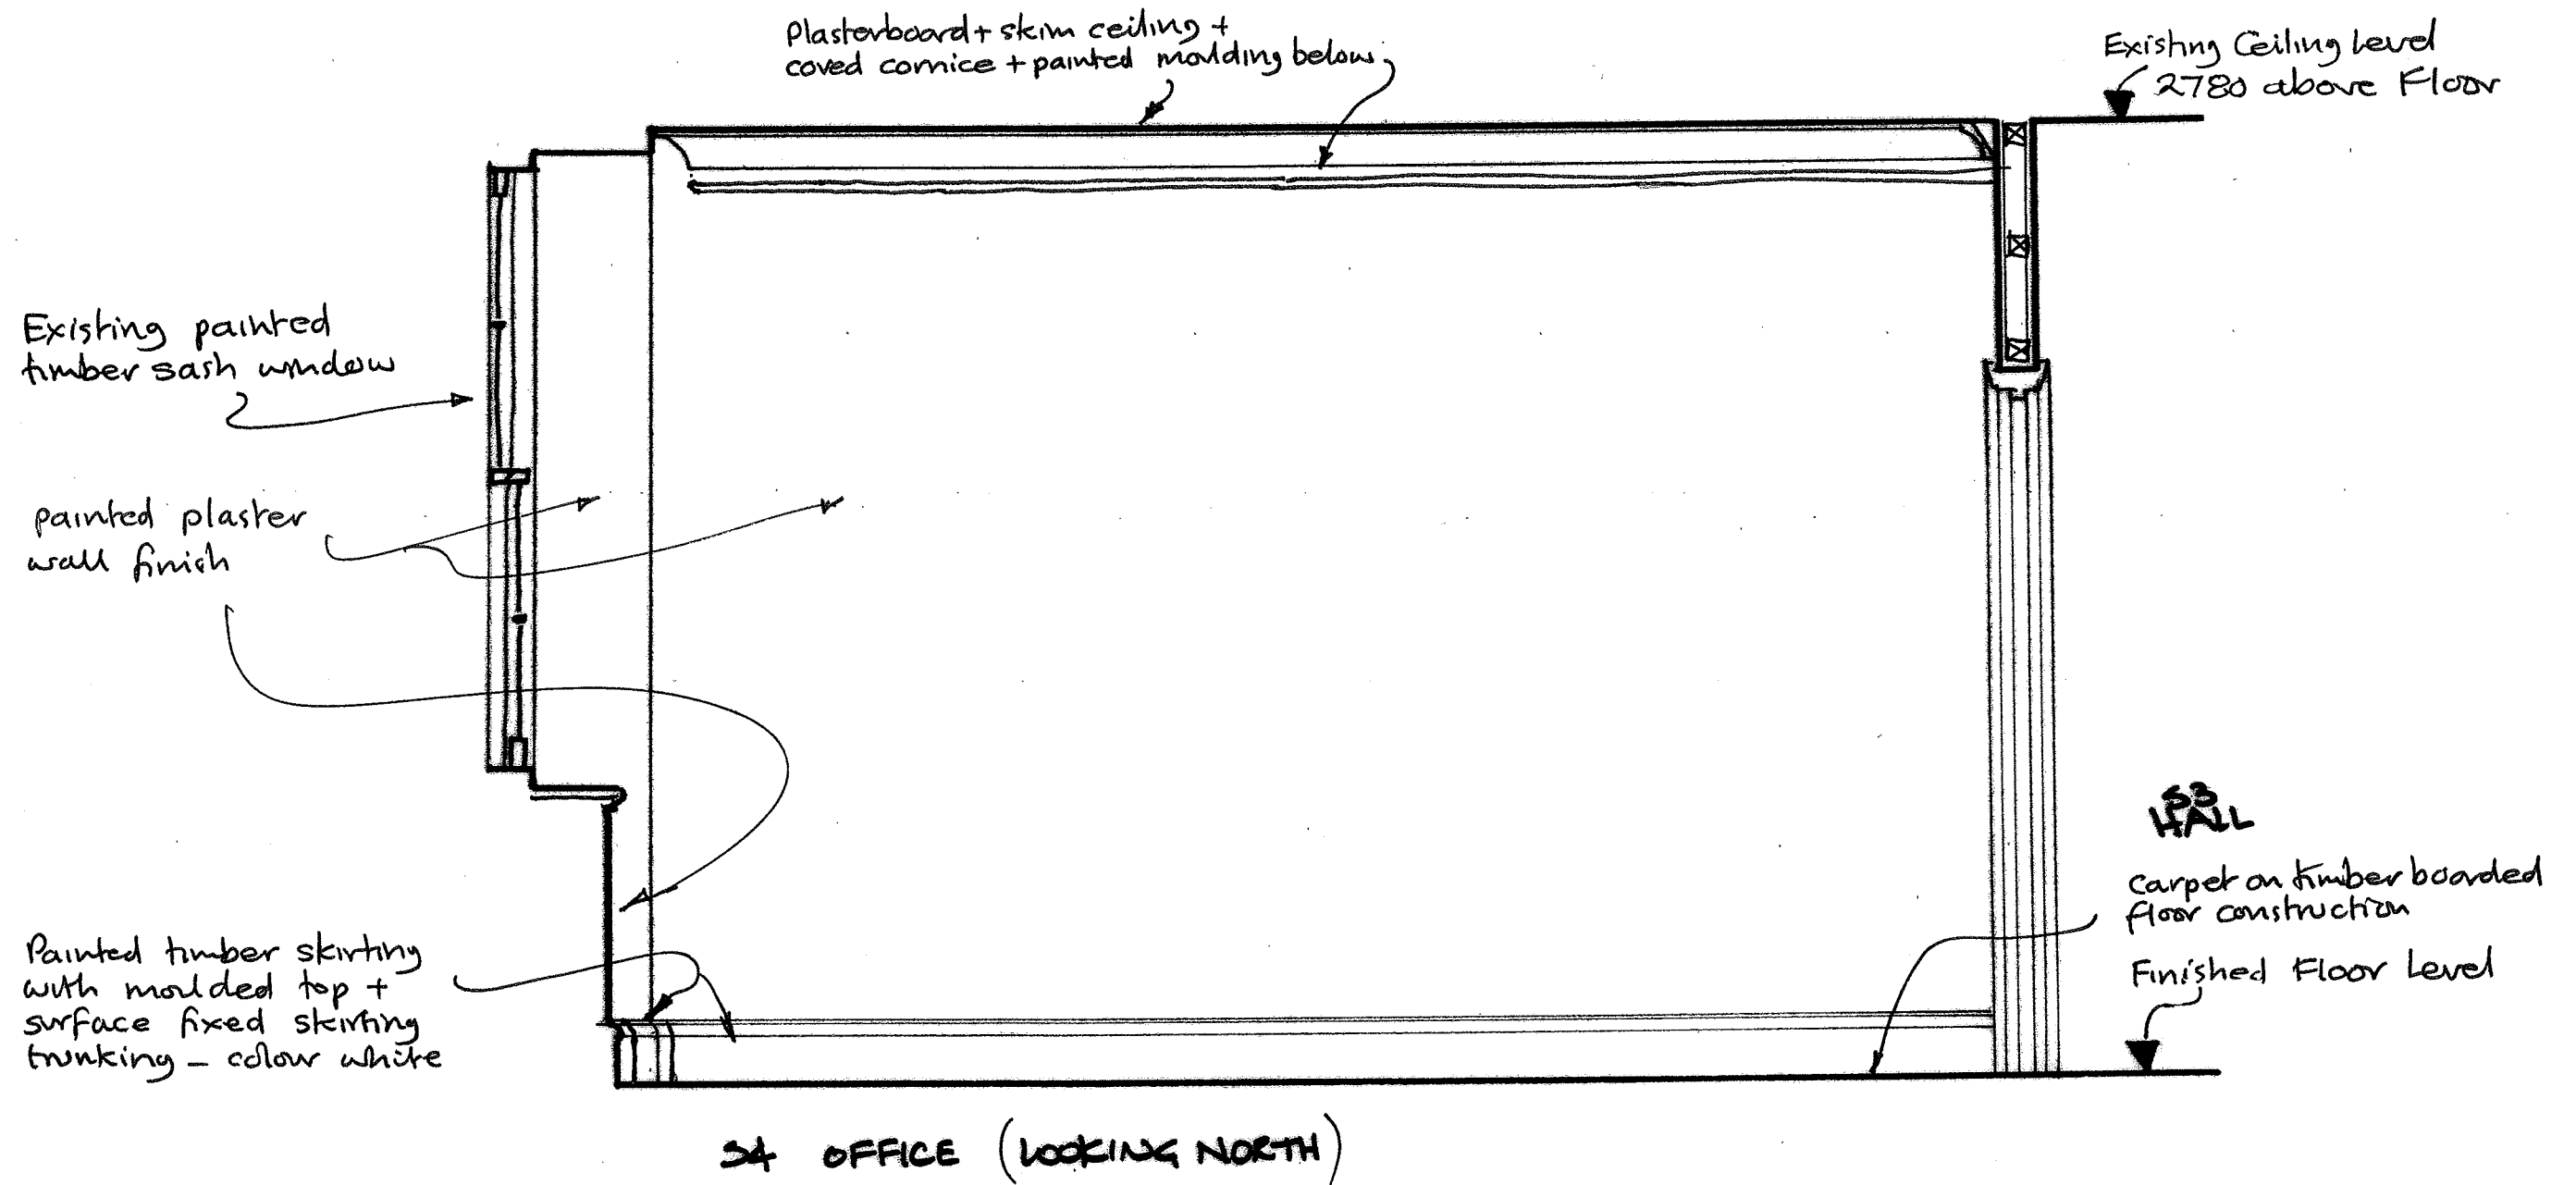 Plasterboard + skim ceiling +
coved cornice + painted moulding below
Existing Ceiling Level
2780 above Floor
Existing painted
timber sash window
painted plaster
wall finish
S3
HALL
carpet on timber boarded
floor construction
Finished Floor Level
Painted timber skirting
with moulded top +
surface fixed skirting
trunking - colour white
S4 OFFICE (LOOKING NORTH)